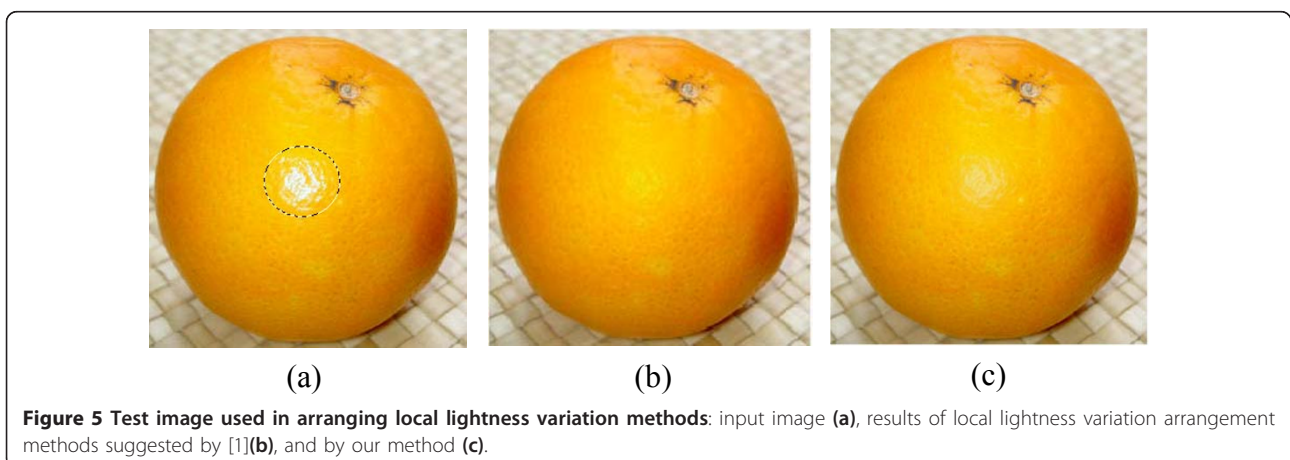 (a)
(b)
(c)
Figure 5 Test image used in arranging local lightness variation methods: input image (a), results of local lightness variation arrangement
methods suggested by [1](b), and by our method (c).